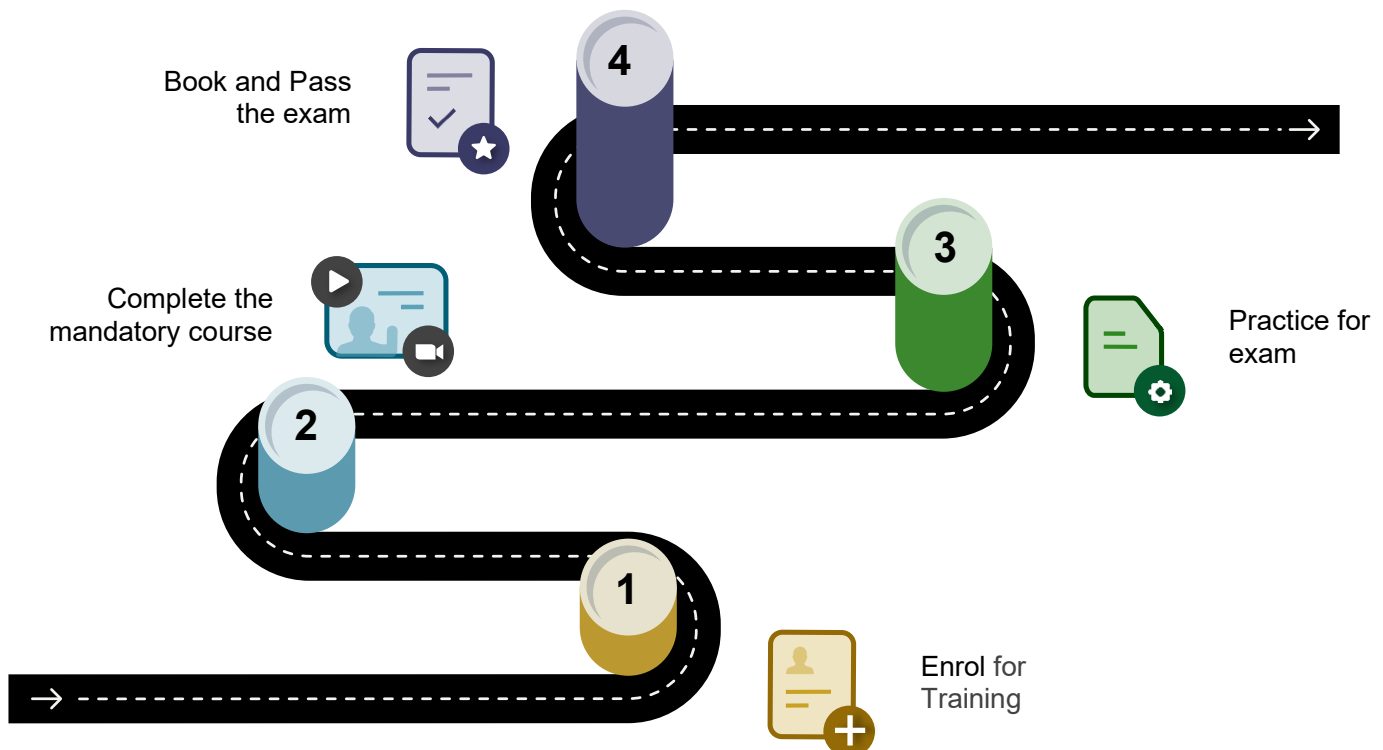 4
Book and Pass
the exam
3
Practice for
exam
Complete the
mandatory course
2
1
Enrol for
Training